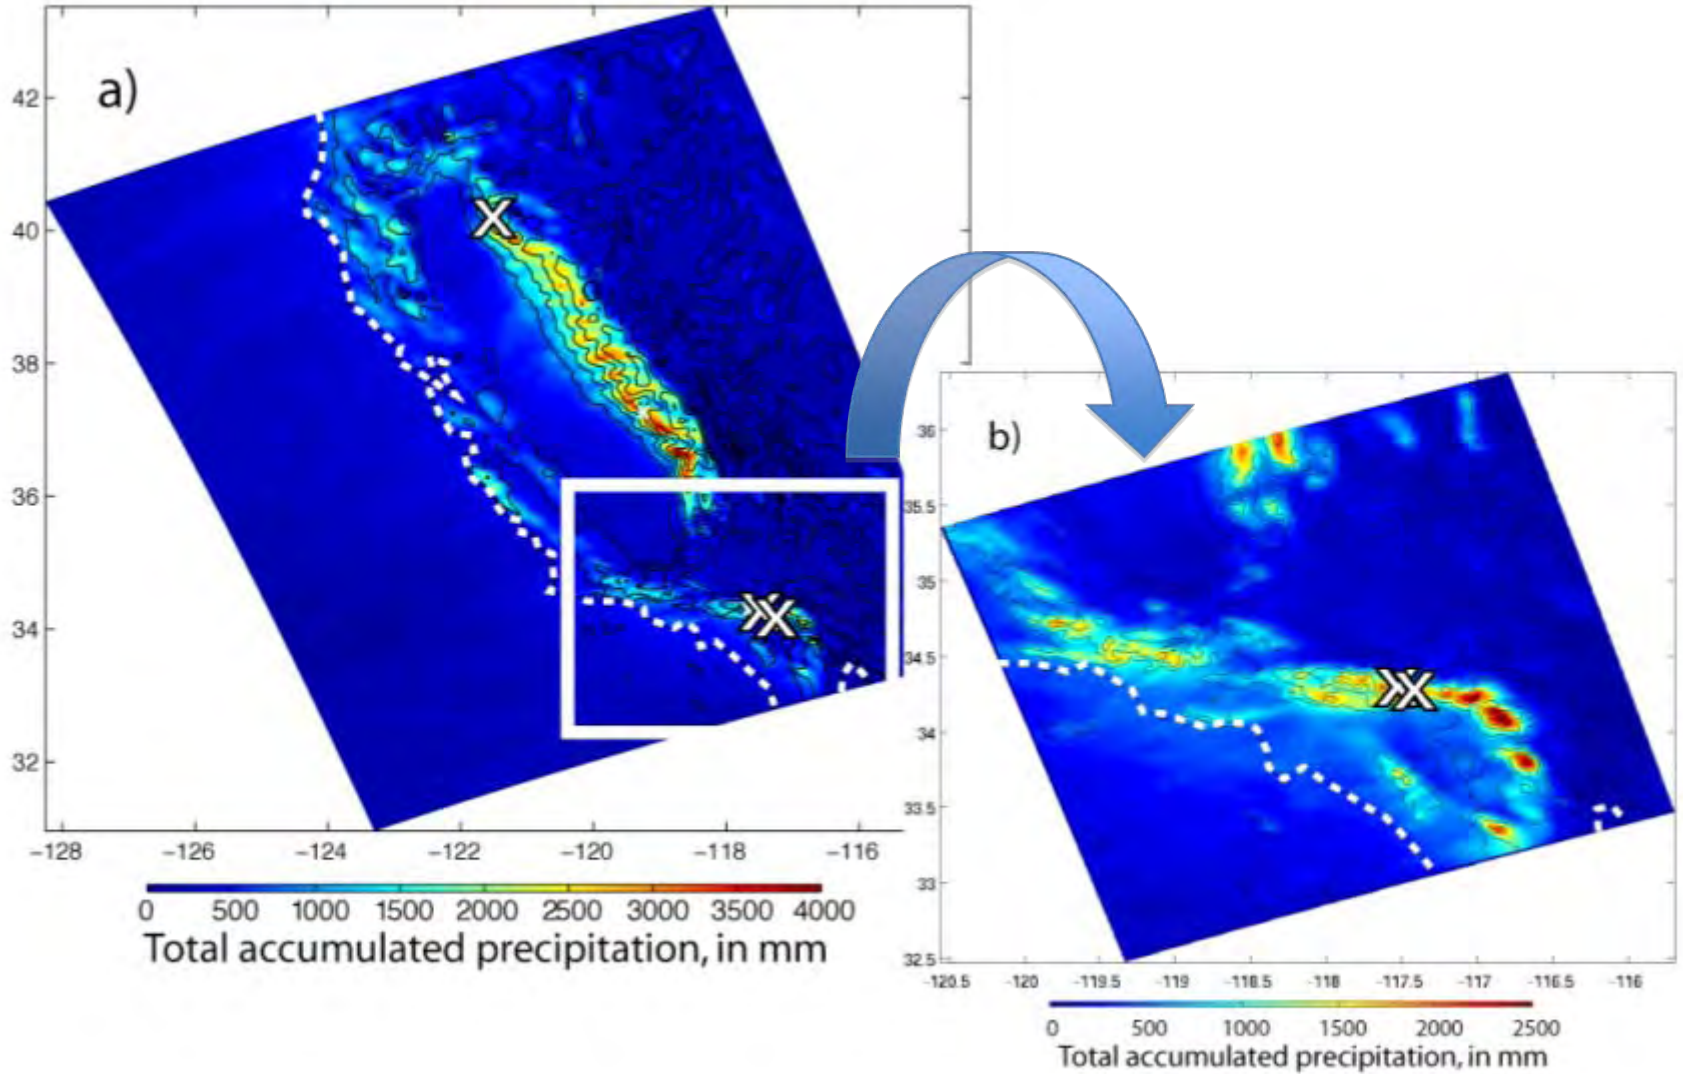 a)
42
40
38
36
34
32
−128 −126 −124 −122 −120 −118 −116
0 500 1000 1500 2000 2500 3000 3500 4000
Total accumulated precipitation, in mm
b)
36
35.5
35
34.5
34
33.5
33
32.5
-120.5 -120 -119.5 -119 -118.5 -118 -117.5 -117 -116.5 -116
0 500 1000 1500 2000 2500
Total accumulated precipitation, in mm